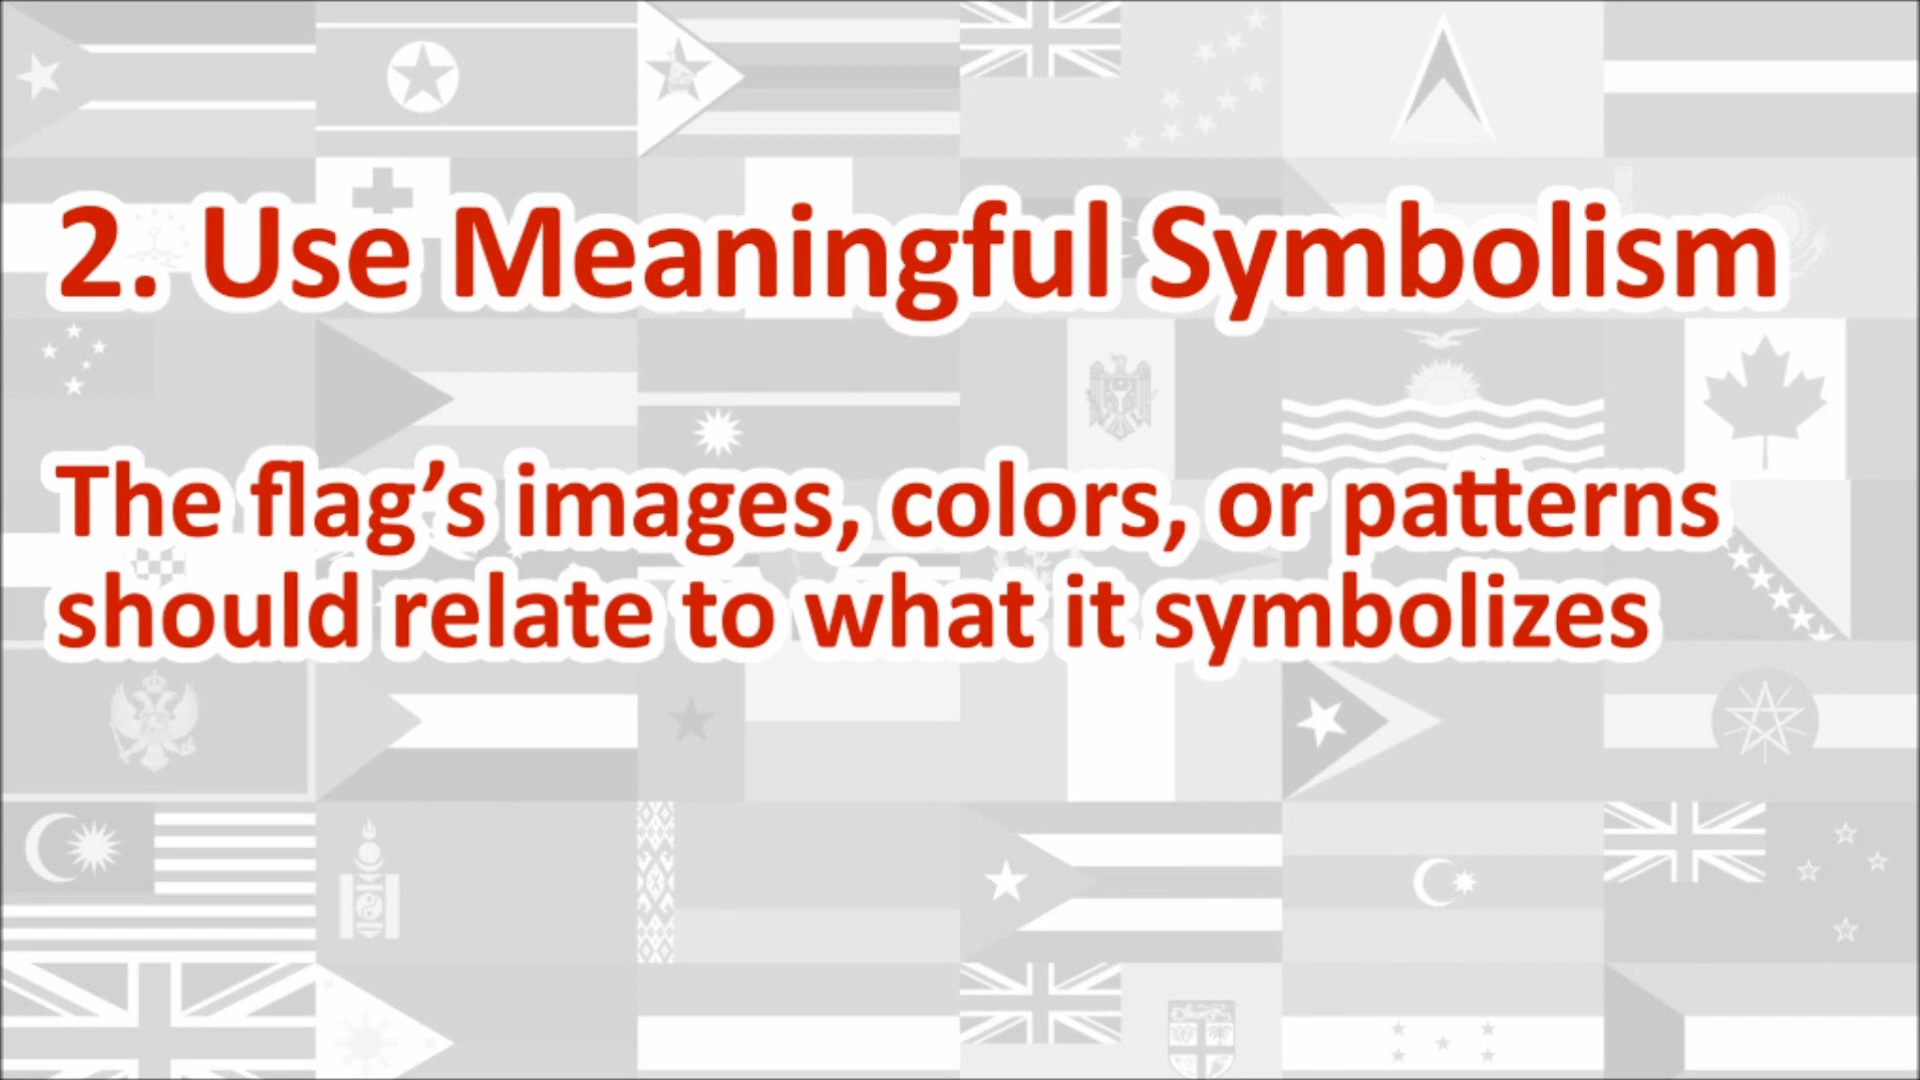 2. Use Meaningful Symbolism
The flag’s images, colors, or patterns
should relate to what it symbolizes